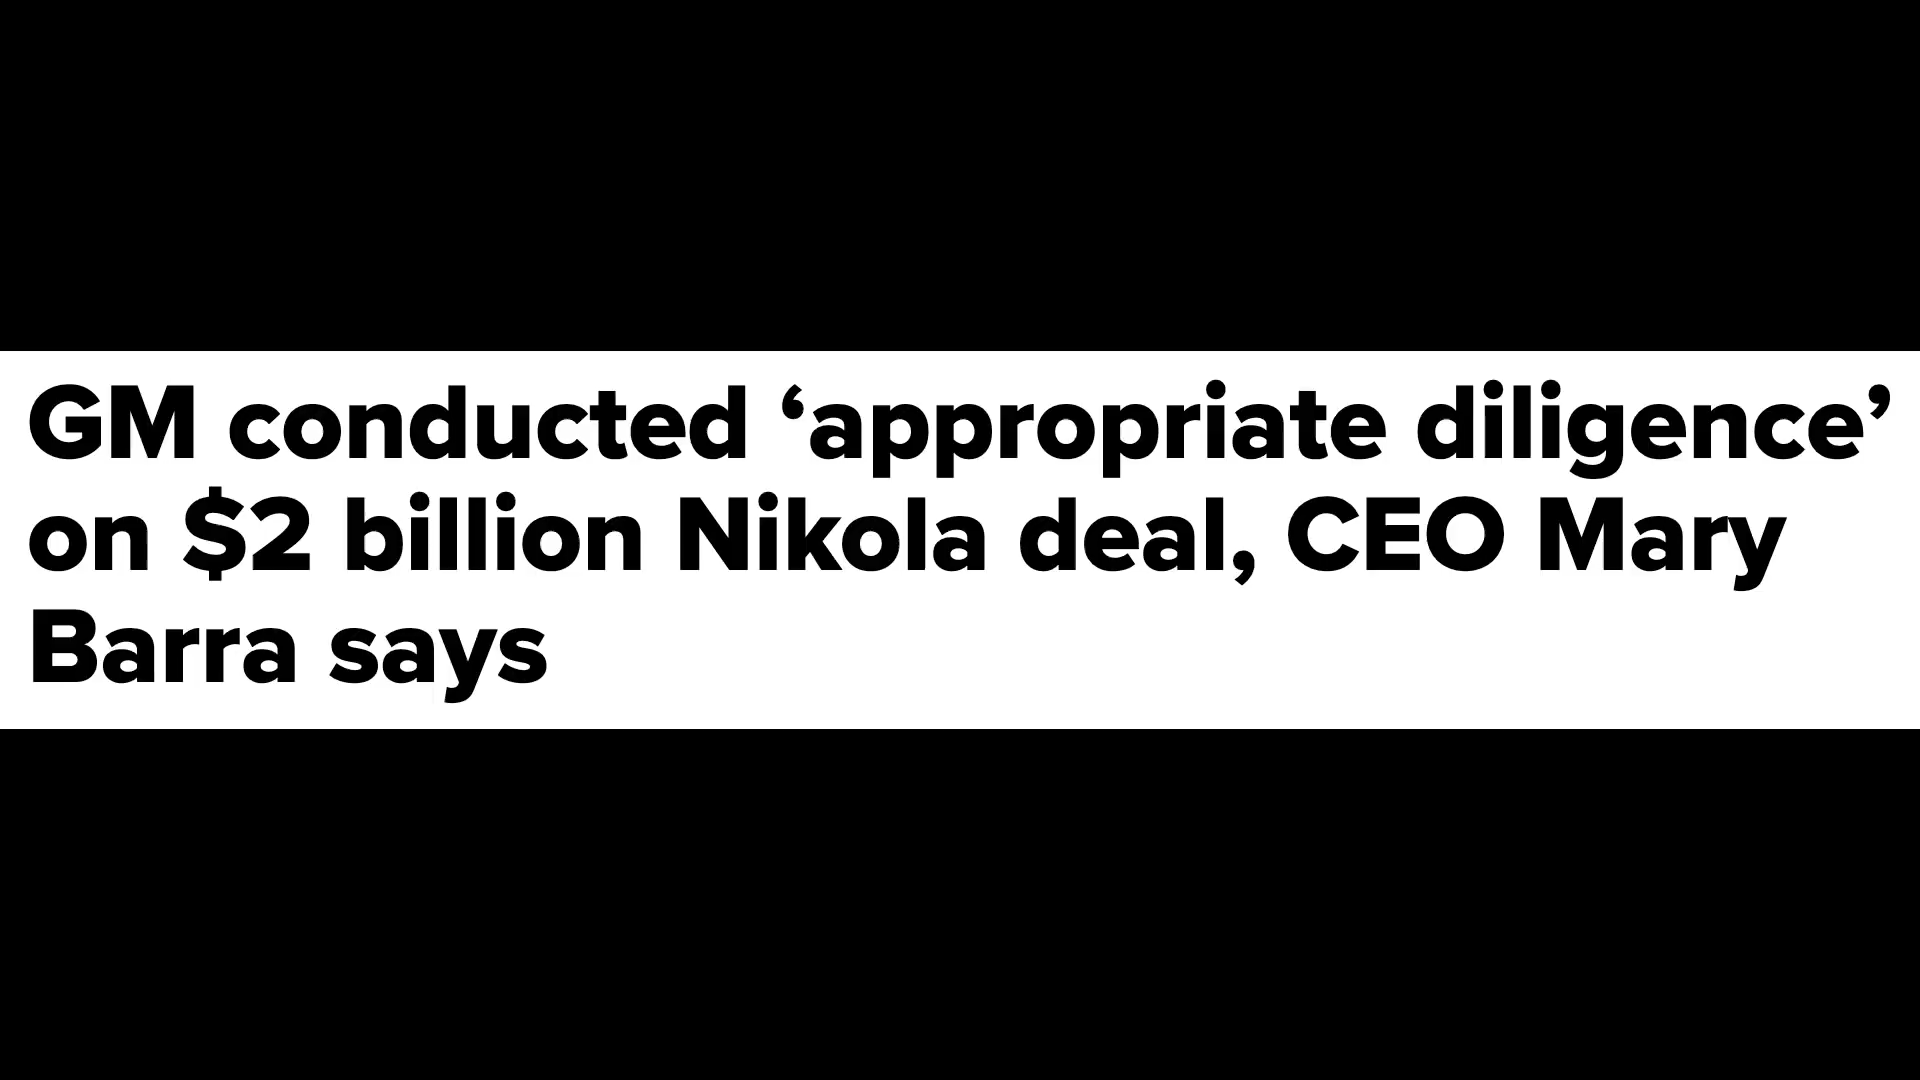 GM conducted ‘appropriate diligence’
on $2 billion Nikola deal, CEO Mary
Barra says